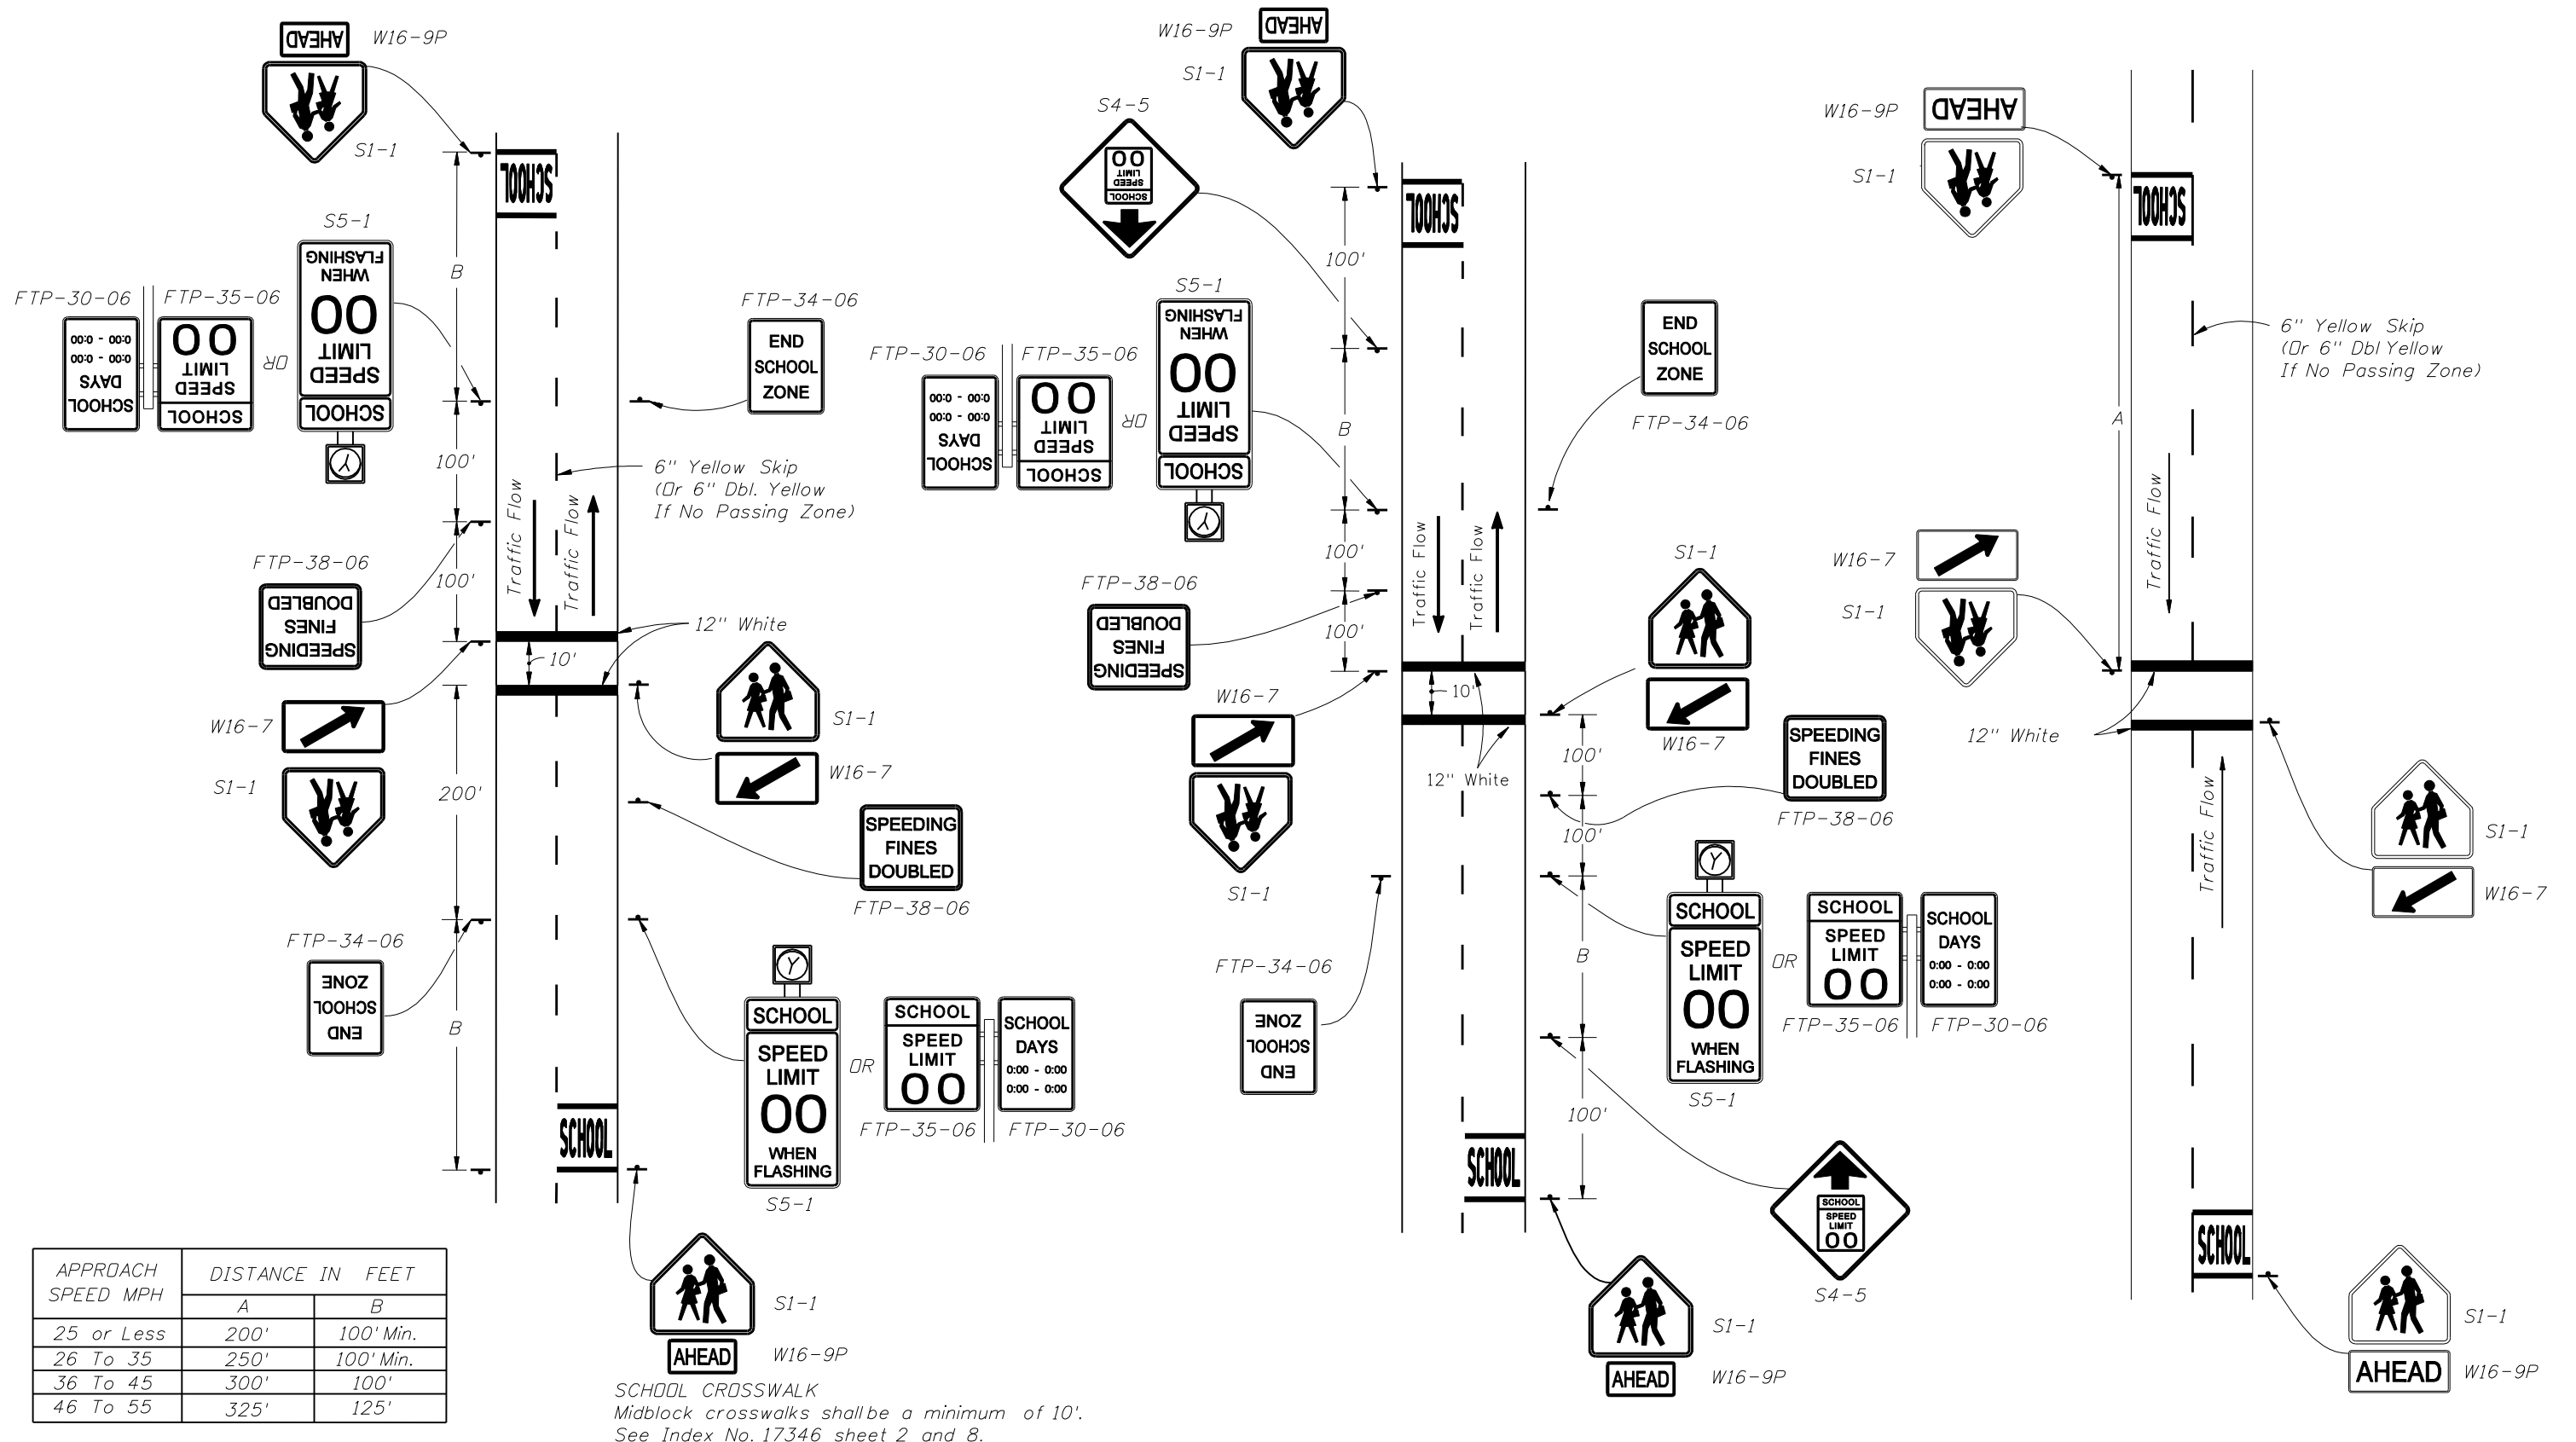 AHEAD
W16-9P
S1-1
SCHOOL
S5-1
SCHOOL
SPEED
LIMIT
00
WHEN
FLASHING
Y
OR
FTP-30-06
SCHOOL
DAYS
0:00 - 0:00
0:00 - 0:00
FTP-35-06
SCHOOL
SPEED
LIMIT
00
B
100'
100'
FTP-34-06
END
SCHOOL
ZONE
6" Yellow Skip
(Or 6" Dbl. Yellow
If No Passing Zone)
Traffic Flow
Traffic Flow
FTP-38-06
SPEEDING
FINES
DOUBLED
12" White
10'
W16-7
S1-1
S1-1
W16-7
200'
SPEEDING
FINES
DOUBLED
FTP-38-06
FTP-34-06
END
SCHOOL
ZONE
B
Y
SCHOOL
SPEED
LIMIT
00
WHEN
FLASHING
S5-1
OR
SCHOOL
SPEED
LIMIT
00
FTP-35-06
SCHOOL
DAYS
0:00 - 0:00
0:00 - 0:00
FTP-30-06
SCHOOL
S1-1
AHEAD
W16-9P
SCHOOL CROSSWALK
Midblock crosswalks shall be a minimum of 10'.
See Index No. 17346 sheet 2 and 8.
APPROACH
SPEED MPH
DISTANCE IN FEET
A B
25 or Less 200' 100' Min.
26 To 35 250' 100' Min.
36 To 45 300' 100'
46 To 55 325' 125'
W16-9P
AHEAD
S1-1
S4-5
SCHOOL
SPEED
LIMIT
00
SCHOOL
100'
S5-1
SCHOOL
SPEED
LIMIT
00
WHEN
FLASHING
Y
OR
FTP-30-06
SCHOOL
DAYS
0:00 - 0:00
0:00 - 0:00
FTP-35-06
SCHOOL
SPEED
LIMIT
00
B
100'
100'
END
SCHOOL
ZONE
FTP-34-06
Traffic Flow
Traffic Flow
FTP-38-06
SPEEDING
FINES
DOUBLED
W16-7
S1-1
10'
12" White
S1-1
W16-7
SPEEDING
FINES
DOUBLED
FTP-38-06
100'
100'
FTP-34-06
END
SCHOOL
ZONE
Y
SCHOOL
SPEED
LIMIT
00
WHEN
FLASHING
S5-1
OR
SCHOOL
SPEED
LIMIT
00
FTP-35-06
SCHOOL
DAYS
0:00 - 0:00
0:00 - 0:00
FTP-30-06
B
100'
SCHOOL
SCHOOL
SPEED
LIMIT
00
S4-5
S1-1
AHEAD
W16-9P
W16-9P
AHEAD
S1-1
SCHOOL
6" Yellow Skip
(Or 6" Dbl Yellow
If No Passing Zone)
A
Traffic Flow
W16-7
S1-1
12" White
Traffic Flow
S1-1
W16-7
SCHOOL
S1-1
AHEAD
W16-9P